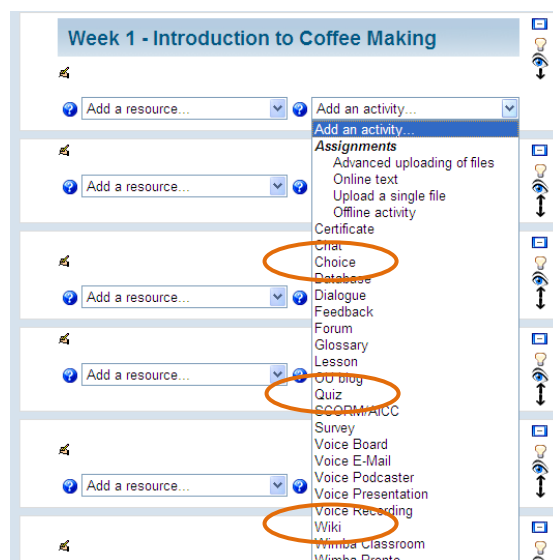 Week 1 - Introduction to Coffee Making
Add a resource... Add an activity...
Add an activity...
Assignments
Advanced uploading of files
Add a resource... Online text
Upload a single file
Offline activity
Certificate
Chat
Choice
Database
Add a resource... Dialogue
Feedback
Forum
Glossary
Lesson
Add a resource... OU blog
Quiz
SCORM/AICC
Survey
Voice Board
Voice E-Mail
Voice Podcaster
Add a resource... Voice Presentation
Voice Recording
Wiki
Wimba Classroom
Wimba Pronto